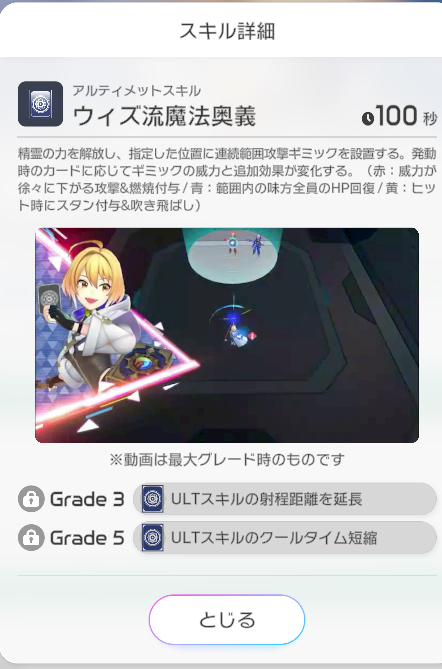 スキル詳細
アルティメットスキル
ウィズ流魔法奥義
100 秒
精霊の力を解放し、指定した位置に連続範囲攻撃ギミックを設置する。発動
時のカードに応じてギミックの威力と追加効果が変化する。（赤：威力が
徐々に下がる攻撃&燃焼付与 / 青：範囲内の味方全員のHP回復 / 黄：ヒッ
ト時にスタン付与&吹き飛ばし）
※動画は最大グレード時のものです
Grade 3 ULTスキルの射程距離を延長
Grade 5 ULTスキルのクールタイム短縮
とじる